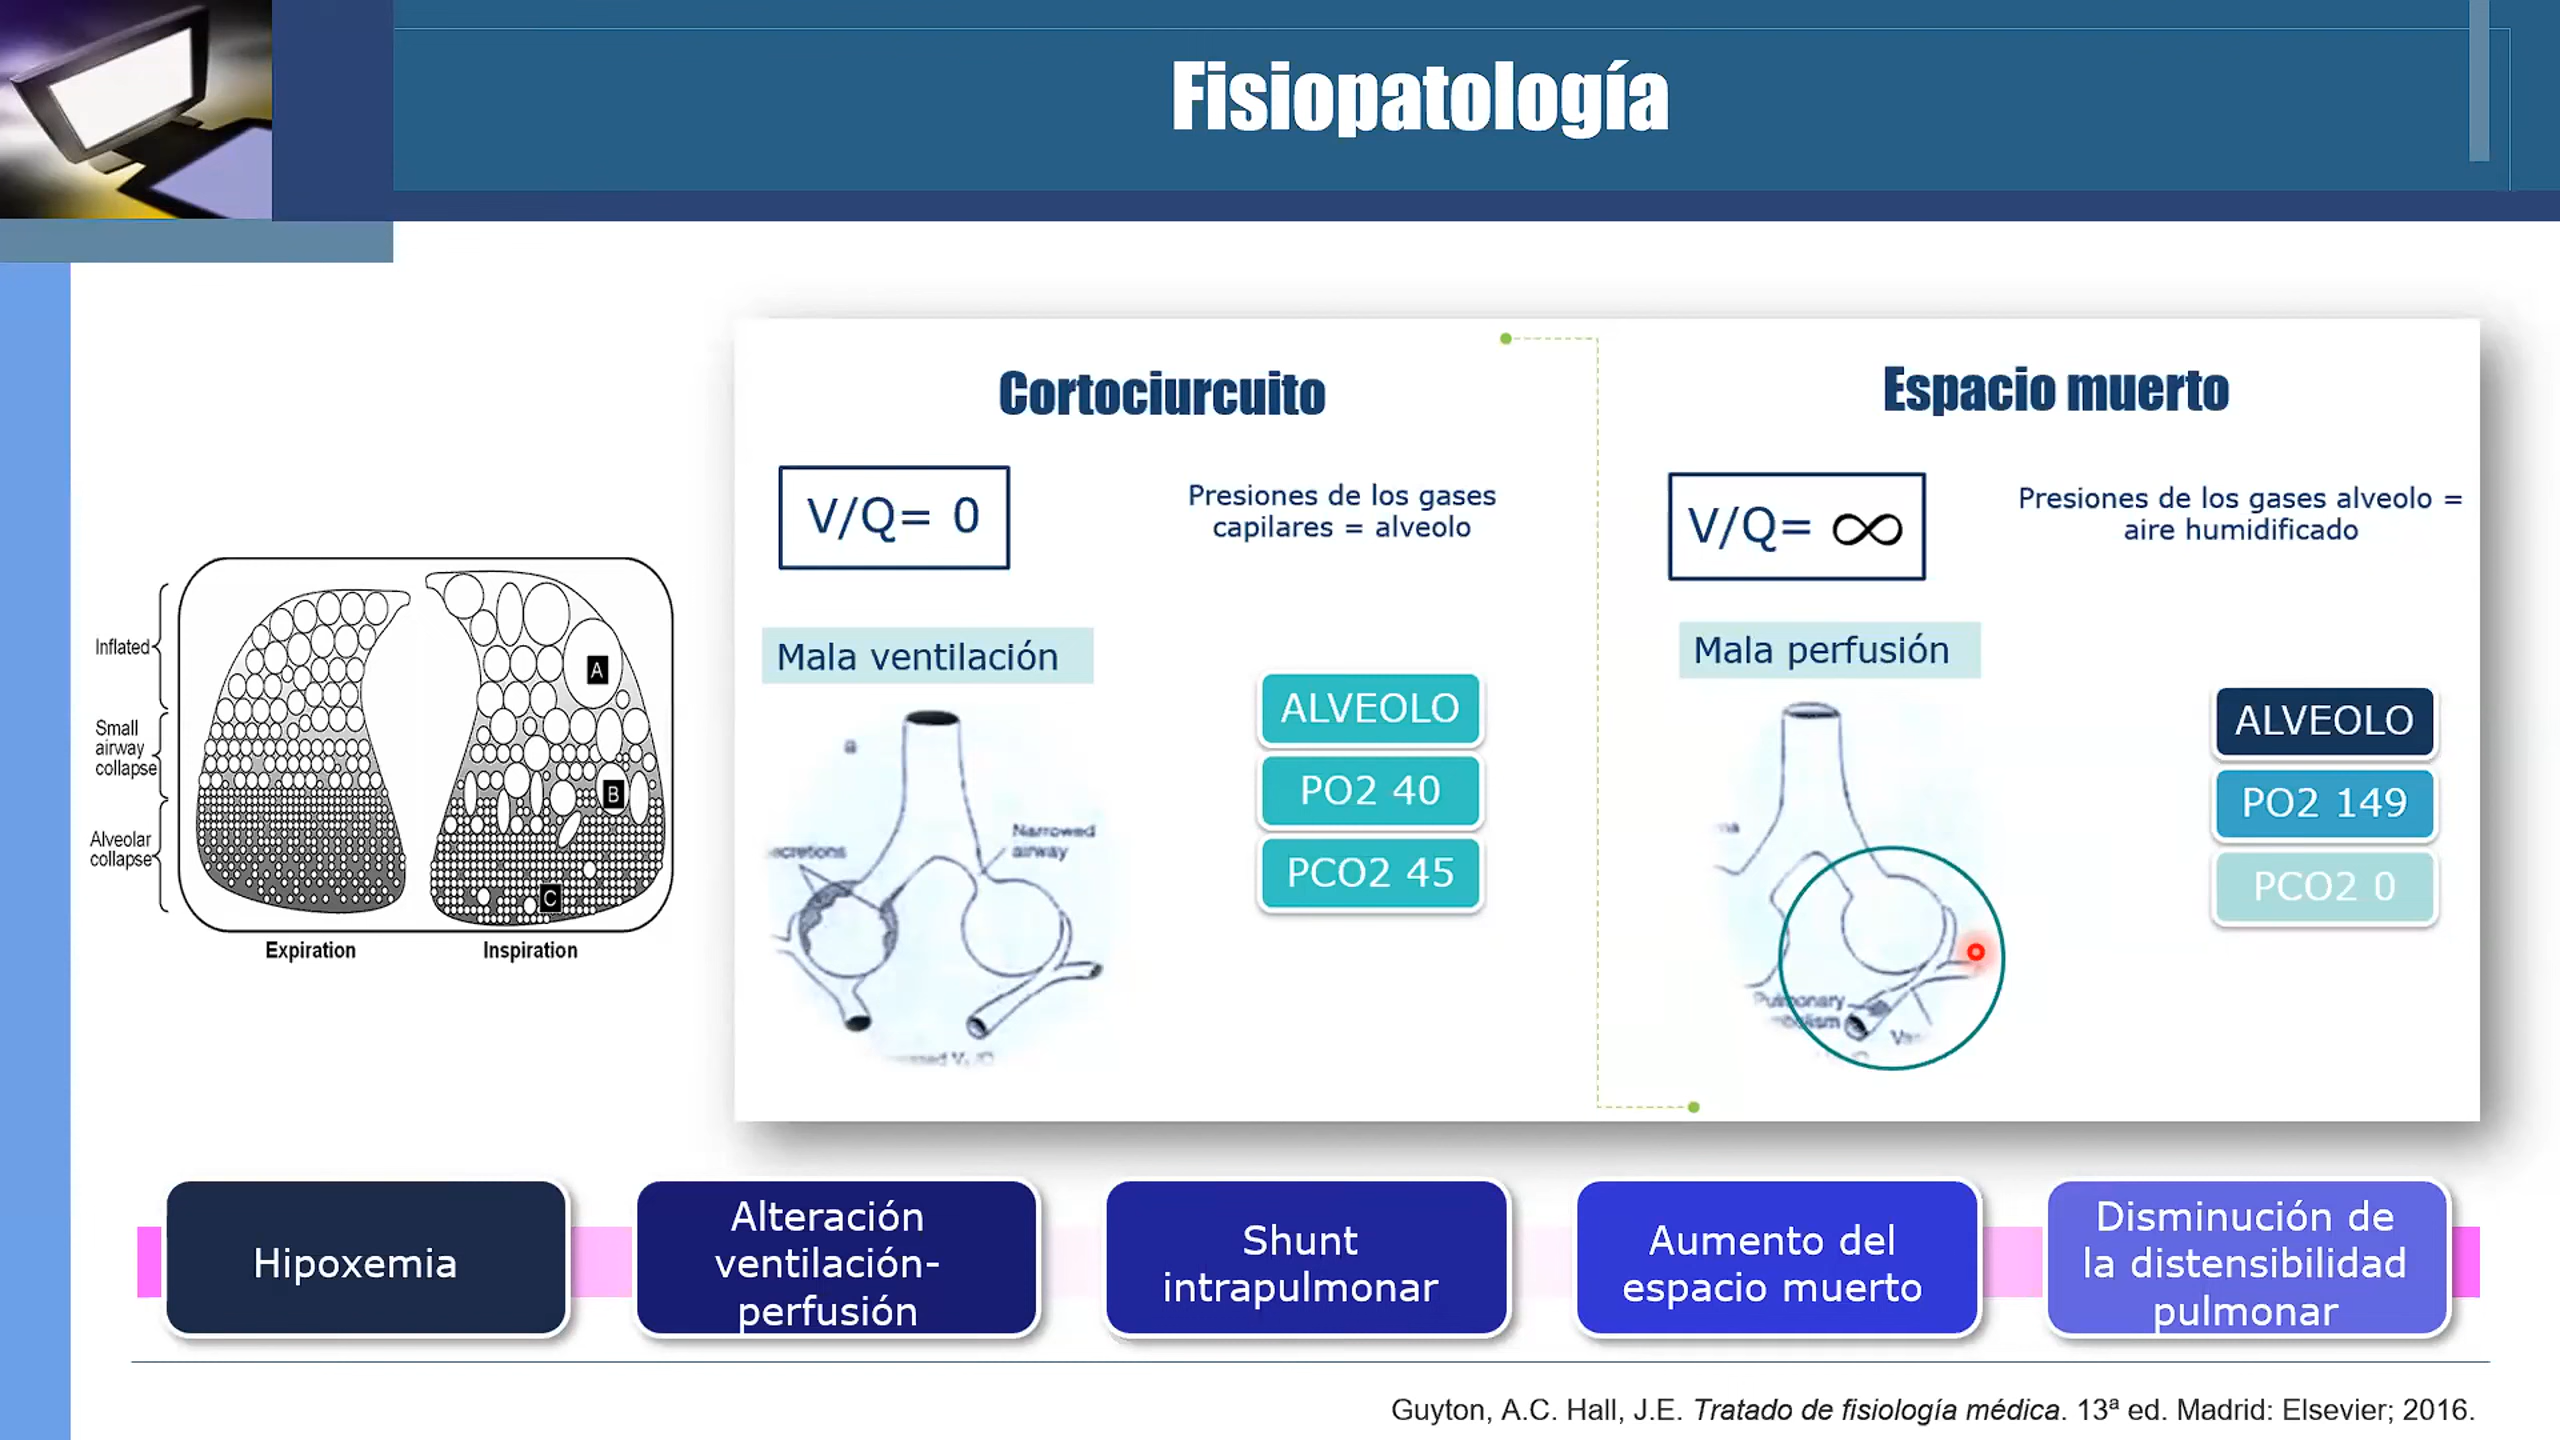 Fisiopatología
Inflated
Small
airway
collapse
Alveolar
collapse
A
B
C
Expiration
Inspiration
Cortociurcuito
V/Q= 0
Presiones de los gases
capilares = alveolo
Mala ventilación
a
ecretions
Narrowed
airway
ALVEOLO
PO2 40
PCO2 45
Espacio muerto
V/Q= ∞
Presiones de los gases alveolo =
aire humidificado
Mala perfusión
Pulmonary
mbolism
ALVEOLO
PO2 149
PCO2 0
Hipoxemia
Alteración
ventilación-
perfusión
Shunt
intrapulmonar
Aumento del
espacio muerto
Disminución de
la distensibilidad
pulmonar
Guyton, A.C. Hall, J.E. Tratado de fisiología médica. 13ª ed. Madrid: Elsevier; 2016.